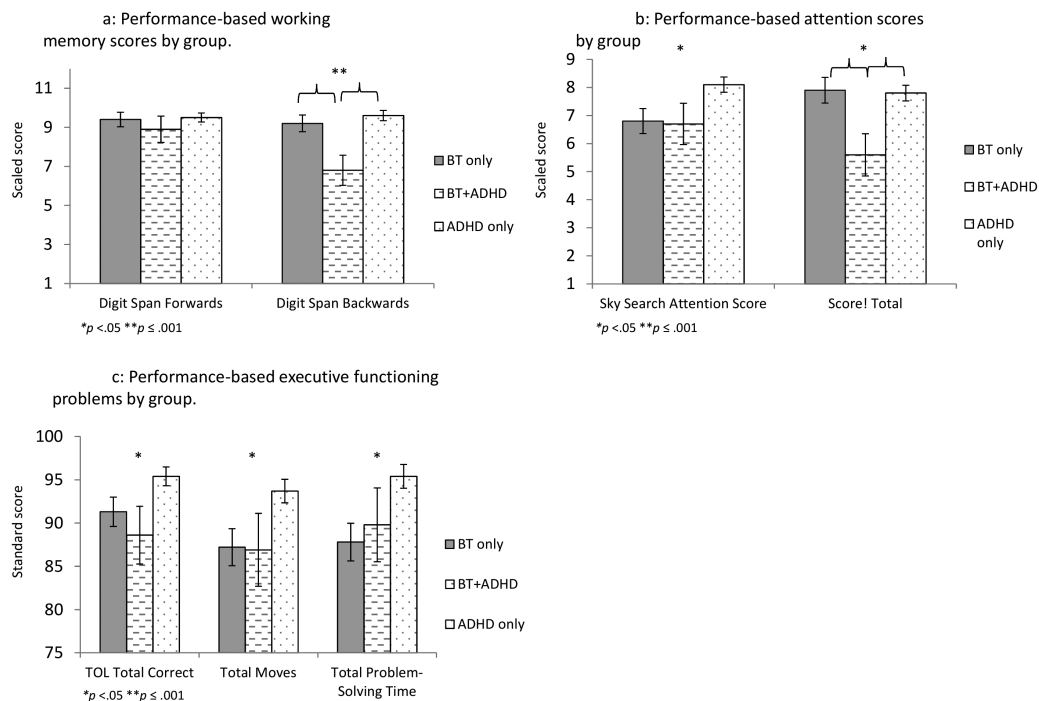 a: Performance-based working
memory scores by group.
**
11
9
7
5
3
1
Scaled score
Digit Span Forwards
Digit Span Backwards
BT only
BT+ADHD
ADHD only
*p <.05 **p ≤ .001
b: Performance-based attention scores
by group
*
*
9
8
7
6
5
4
3
2
1
Scaled score
Sky Search Attention Score
Score! Total
BT only
BT+ADHD
ADHD
only
*p <.05 **p ≤ .001
c: Performance-based executive functioning
problems by group.
*
*
*
100
95
90
85
80
75
Standard score
TOL Total Correct
Total Moves
Total Problem-
Solving Time
BT only
BT+ADHD
ADHD only
*p <.05 **p ≤ .001